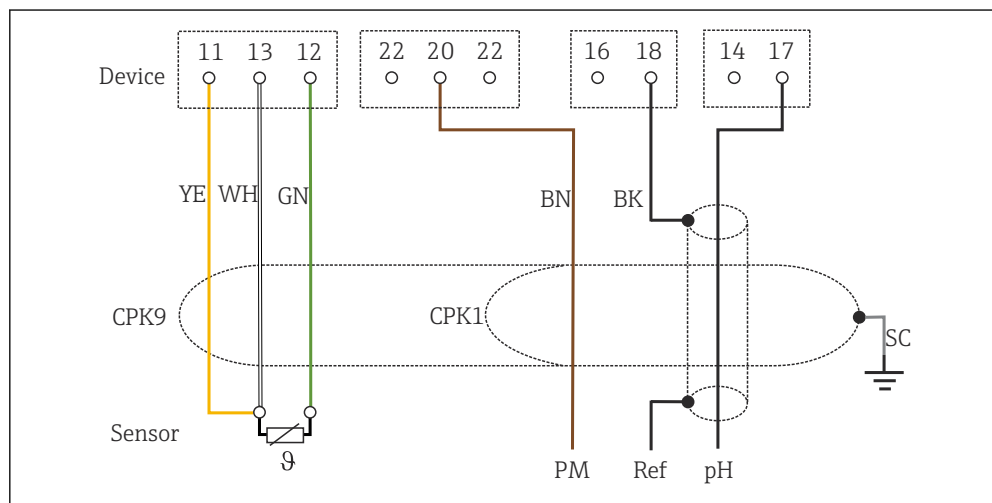 11 13 12 22 20 22 16 18 14 17
Device
YE WH GN BN BK
CPK9 CPK1
SC
Sensor
ϑ PM Ref pH